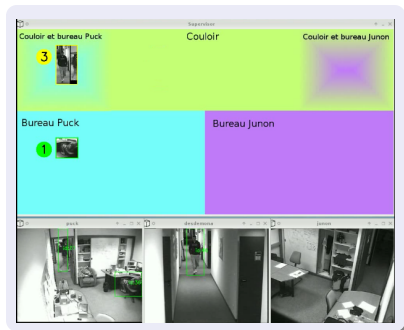 Supervisor
Couloir et bureau Puck
Couloir
Couloir et bureau Junon
3
Bureau Puck
Bureau Junon
1
puck
desdemona
junon